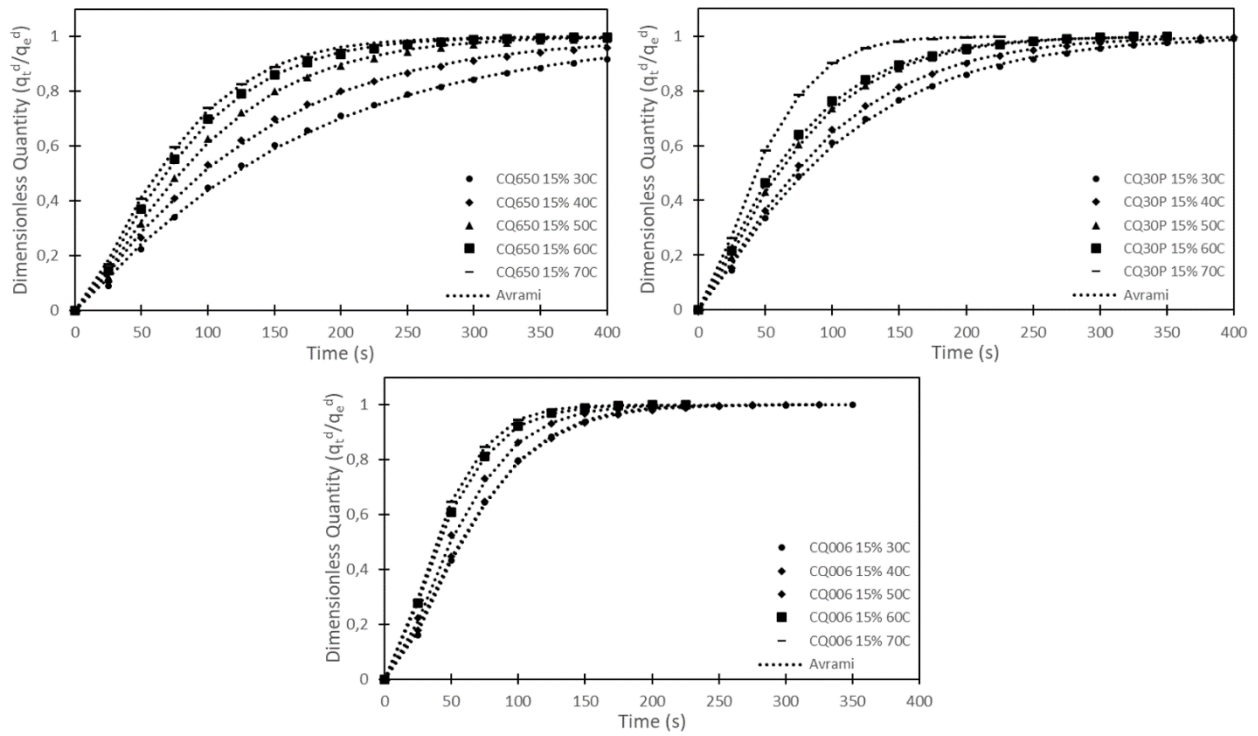 Dimensionless Quantity (qtd/qed)
1
0,8
0,6
0,4
0,2
0
0 50 100 150 200 250 300 350 400
Time (s)
CQ650 15% 30C
CQ650 15% 40C
CQ650 15% 50C
CQ650 15% 60C
CQ650 15% 70C
Avrami
Dimensionless Quantity (qtd/qed)
1
0,8
0,6
0,4
0,2
0
0 50 100 150 200 250 300 350 400
Time (s)
CQ30P 15% 30C
CQ30P 15% 40C
CQ30P 15% 50C
CQ30P 15% 60C
CQ30P 15% 70C
Avrami
Dimensionless Quantity (qtd/qed)
1
0,8
0,6
0,4
0,2
0
0 50 100 150 200 250 300 350 400
Time (s)
CQ006 15% 30C
CQ006 15% 40C
CQ006 15% 50C
CQ006 15% 60C
CQ006 15% 70C
Avrami